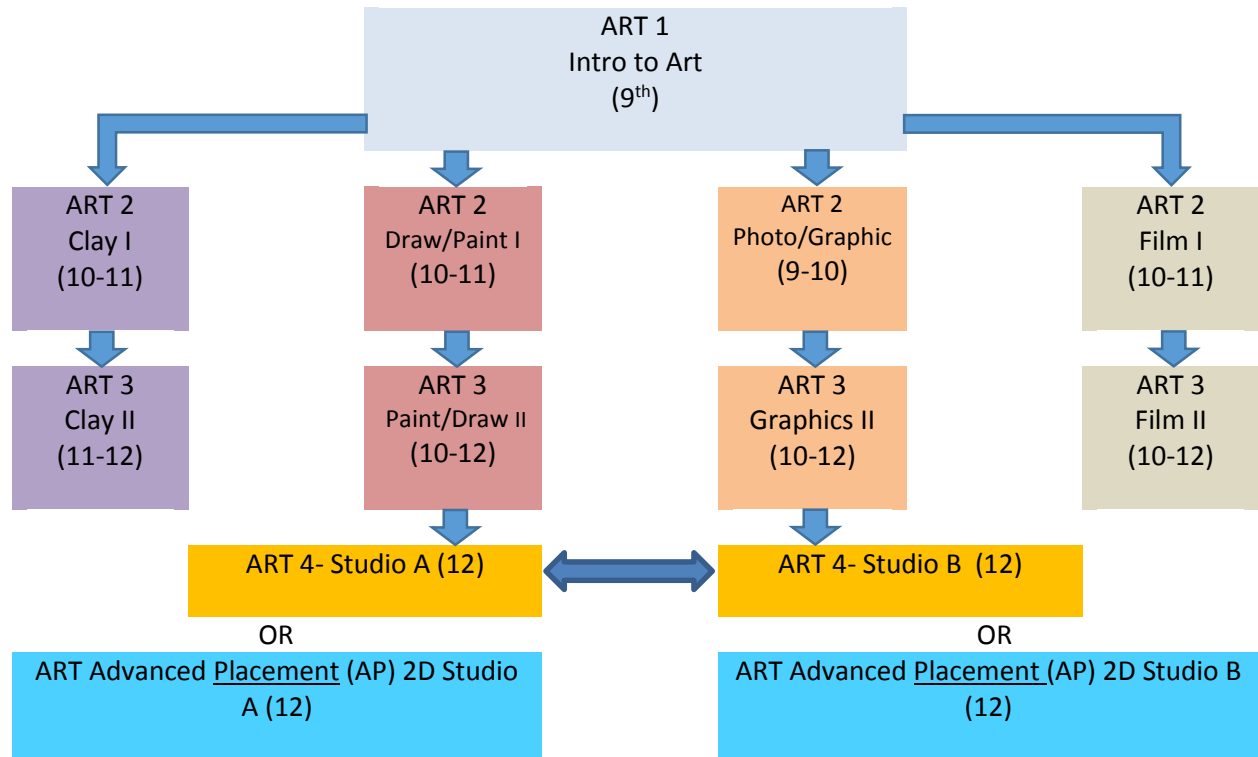 ART 1
Intro to Art
(9th)
ART 2
Clay I
(10-11)
ART 2
Draw/Paint I
(10-11)
ART 2
Photo/Graphic
(9-10)
ART 2
Film I
(10-11)
ART 3
Clay II
(11-12)
ART 3
Paint/Draw II
(10-12)
ART 3
Graphics II
(10-12)
ART 3
Film II
(10-12)
ART 4- Studio A (12)
ART 4- Studio B (12)
OR
OR
ART Advanced Placement (AP) 2D Studio
A (12)
ART Advanced Placement (AP) 2D Studio B
(12)